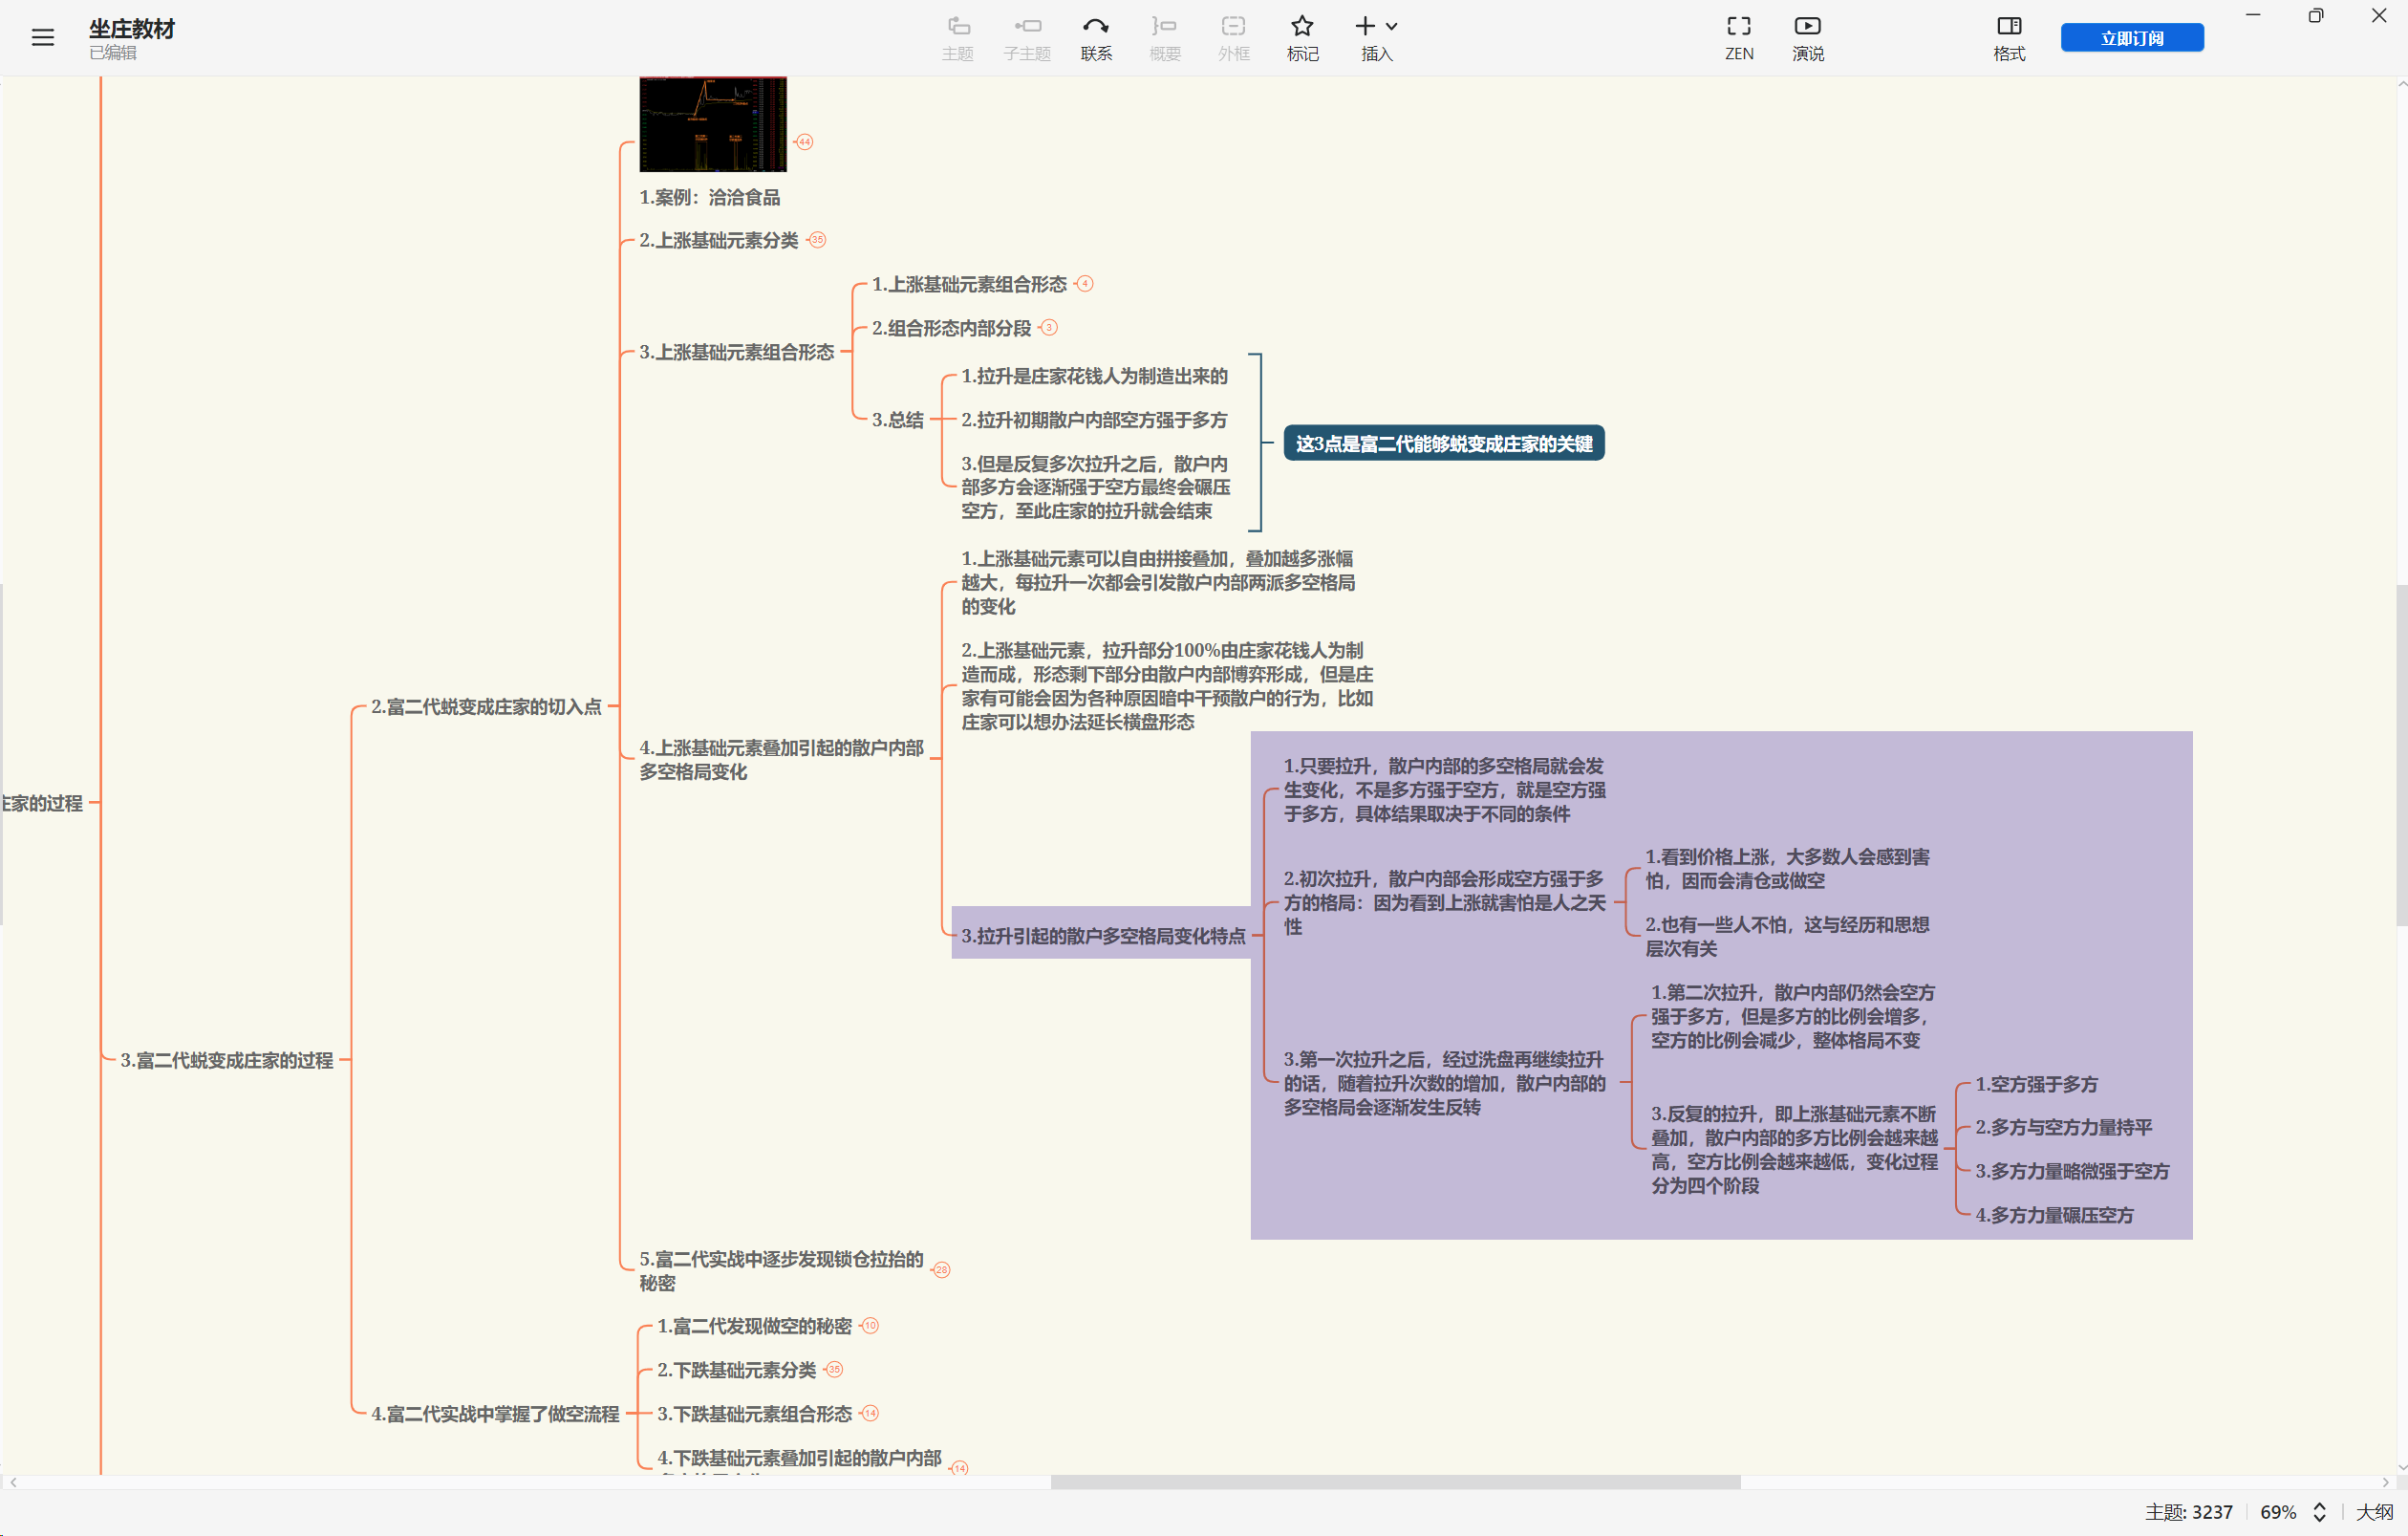 坐庄教材
已编辑
主题
子主题
联系
概要
外框
标记
插入
ZEN
演说
格式
立即订阅
44
1.案例：洽洽食品
2.上涨基础元素分类
35
1.上涨基础元素组合形态
4
2.组合形态内部分段
3
3.上涨基础元素组合形态
1.拉升是庄家花钱人为制造出来的
3.总结
2.拉升初期散户内部空方强于多方
这3点是富二代能够蜕变成庄家的关键
3.但是反复多次拉升之后，散户内
部多方会逐渐强于空方最终会碾压
空方，至此庄家的拉升就会结束
1.上涨基础元素可以自由拼接叠加，叠加越多涨幅
越大，每拉升一次都会引发散户内部两派多空格局
的变化
2.上涨基础元素，拉升部分100%由庄家花钱人为制
造而成，形态剩下部分由散户内部博弈形成，但是庄
家有可能会因为各种原因暗中干预散户的行为，比如
庄家可以想办法延长横盘形态
2.富二代蜕变成庄家的切入点
4.上涨基础元素叠加引起的散户内部
多空格局变化
1.只要拉升，散户内部的多空格局就会发
生变化，不是多方强于空方，就是空方强
于多方，具体结果取决于不同的条件
庄家的过程
2.初次拉升，散户内部会形成空方强于多
方的格局：因为看到上涨就害怕是人之天
性
1.看到价格上涨，大多数人会感到害
怕，因而会清仓或做空
2.也有一些人不怕，这与经历和思想
层次有关
3.拉升引起的散户多空格局变化特点
1.第二次拉升，散户内部仍然会空方
强于多方，但是多方的比例会增多，
空方的比例会减少，整体格局不变
3.富二代蜕变成庄家的过程
3.第一次拉升之后，经过洗盘再继续拉升
的话，随着拉升次数的增加，散户内部的
多空格局会逐渐发生反转
3.反复的拉升，即上涨基础元素不断
叠加，散户内部的多方比例会越来越
高，空方比例会越来越低，变化过程
分为四个阶段
1.空方强于多方
2.多方与空方力量持平
3.多方力量略微强于空方
4.多方力量碾压空方
5.富二代实战中逐步发现锁仓拉抬的
秘密
28
1.富二代发现做空的秘密
10
2.下跌基础元素分类
35
4.富二代实战中掌握了做空流程
3.下跌基础元素组合形态
14
4.下跌基础元素叠加引起的散户内部
14
主题: 3237
69%
大纲